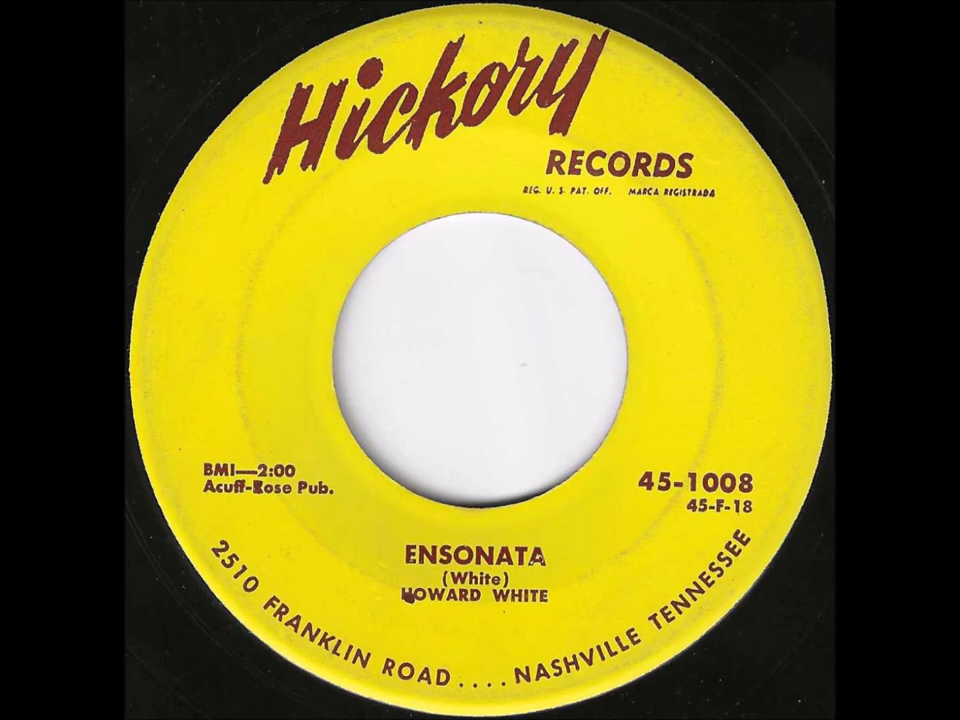 Hickory
RECORDS
REG. U. S. PAT. OFF. MARCA REGISTRADA
BMI—2:00
Acuff-Rose Pub.
45-1008
45-F-18
ENSONATA
(White)
HOWARD WHITE
2510 FRANKLIN ROAD....NASHVILLE TENNESSEE